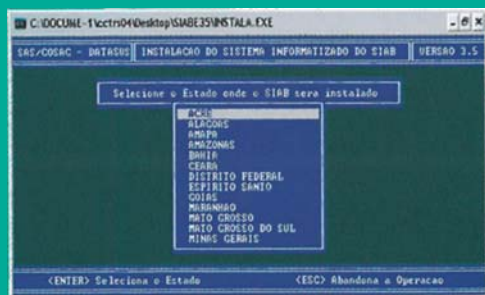 C:\DOCUME~1\cctrs04\Desktop\SIABE35\INSTALA.EXE
SAS/COSAC - DATASUS INSTALACAO DO SISTEMA INFORMATIZADO DO SIAB VERSAO 3.5
Selecione o Estado onde o SIAB sera instalado
ACRE
ALAGOAS
AMAPA
AMAZONAS
BAHIA
CEARA
DISTRITO FEDERAL
ESPIRITO SANTO
GOIAS
MARANHAO
MATO GROSSO
MATO GROSSO DO SUL
MINAS GERAIS
<ENTER> Seleciona o Estado <ESC> Abandona a Operacao